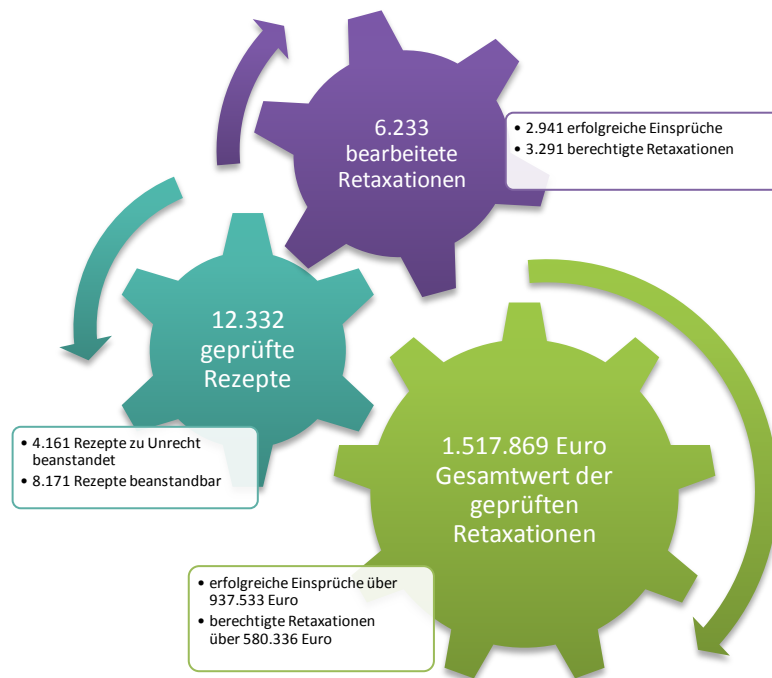 6.233
bearbeitete
Retaxationen
• 2.941 erfolgreiche Einsprüche
• 3.291 berechtigte Retaxationen
12.332
geprüfte
Rezepte
• 4.161 Rezepte zu Unrecht
beanstandet
• 8.171 Rezepte beanstandbar
1.517.869 Euro
Gesamtwert der
geprüften
Retaxationen
• erfolgreiche Einsprüche über
937.533 Euro
• berechtigte Retaxationen
über 580.336 Euro